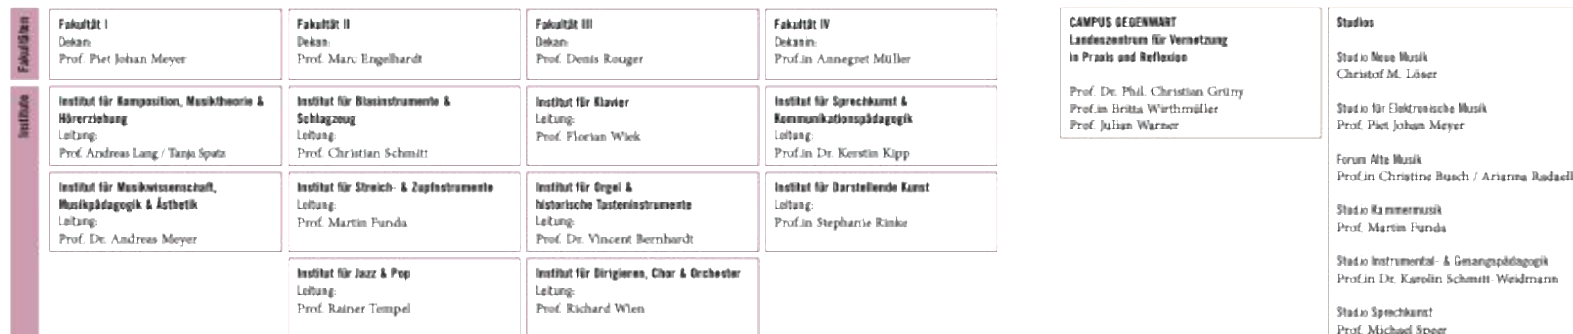 Fakultäten
Fakultät I
Dekan:
Prof. Piet Johan Meyer
Fakultät II
Dekan:
Prof. Marc Engelhardt
Fakultät III
Dekan:
Prof. Denis Rouger
Fakultät IV
Dekanin:
Prof.in Annegret Müller
Institute
Institut für Komposition, Musiktheorie &
Hörerziehung
Leitung:
Prof. Andreas Lang / Tanja Spatz
Institut für Blasinstrumente &
Schlagzeug
Leitung:
Prof. Christian Schmitt
Institut für Klavier
Leitung:
Prof. Florian Wiek
Institut für Sprechkunst &
Kommunikationspädagogik
Leitung:
Prof.in Dr. Kerstin Kipp
Institut für Musikwissenschaft,
Musikpädagogik & Ästhetik
Leitung:
Prof. Dr. Andreas Meyer
Institut für Streich- & Zupfinstrumente
Leitung:
Prof. Martin Funda
Institut für Orgel &
historische Tasteninstrumente
Leitung:
Prof. Dr. Vincent Bernhardt
Institut für Darstellende Kunst
Leitung:
Prof.in Stephanie Rinke
Institut für Jazz & Pop
Leitung:
Prof. Rainer Tempel
Institut für Dirigieren, Chor & Orchester
Leitung:
Prof. Richard Wien
CAMPUS GEGENWART
Landeszentrum für Vernetzung
in Praxis und Reflexion
Prof. Dr. Phil. Christian Grüny
Prof.in Britta Wirthmüller
Prof. Julian Warner
Studios
Studio Neue Musik
Christof M. Löser
Studio für Elektronische Musik
Prof. Piet Johan Meyer
Forum Alte Musik
Prof.in Christine Busch / Arianna Radaelli
Studio Kammermusik
Prof. Martin Funda
Studio Instrumental- & Gesangspädagogik
Prof.in Dr. Karolin Schmitt-Weidmann
Studio Sprechkunst
Prof. Michael Speer